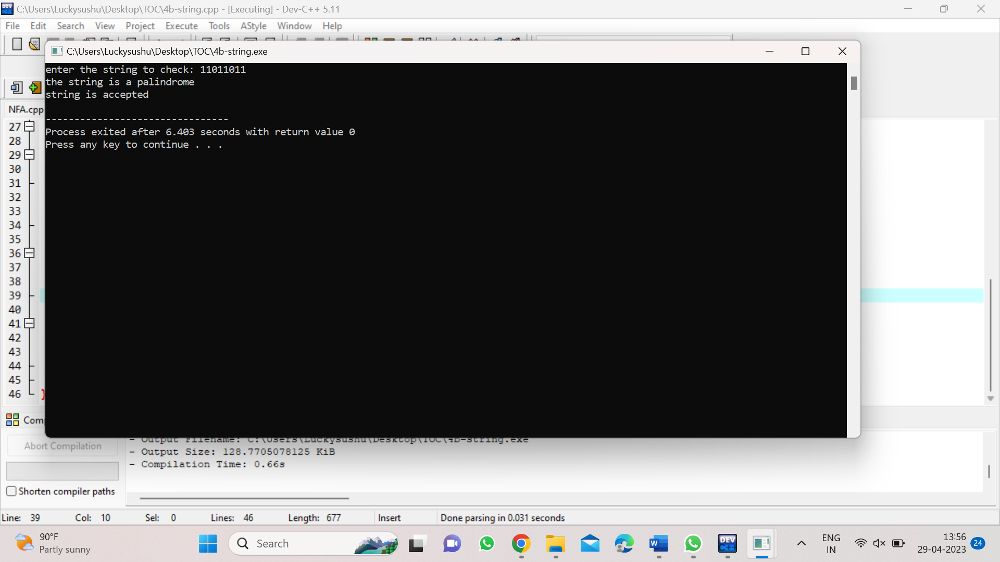 C:\Users\Luckysushu\Desktop\TOC\4b-string.cpp - [Executing] - Dev-C++ 5.11
File Edit Search View Project Execute Tools AStyle Window Help
C:\Users\Luckysushu\Desktop\TOC\4b-string.exe
enter the string to check: 11011011
the string is a palindrome
string is accepted
--------------------------------
Process exited after 6.403 seconds with return value 0
Press any key to continue . . .
NFA.cpp
27
28
29
30
31
32
33
34
35
36
37
38
39
40
41
42
43
44
45
46 }
Comp
Abort Compilation
Shorten compiler paths
- Output Filename: C:\Users\Luckysushu\Desktop\TOC\4b-string.exe
- Output Size: 128.7705078125 KiB
- Compilation Time: 0.66s
Line: 39 Col: 10 Sel: 0 Lines: 46 Length: 677 Insert Done parsing in 0.031 seconds
90°F
Partly sunny
Search
DEV
C++
ENG
IN
13:56
29-04-2023
24